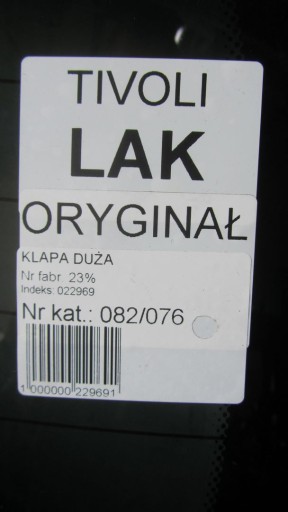 TIVOLI
LAK
ORYGINAŁ
KLAPA DUŻA
Nr fabr. 23%
Indeks: 022969
Nr kat.: 082/076
1 000000 229691